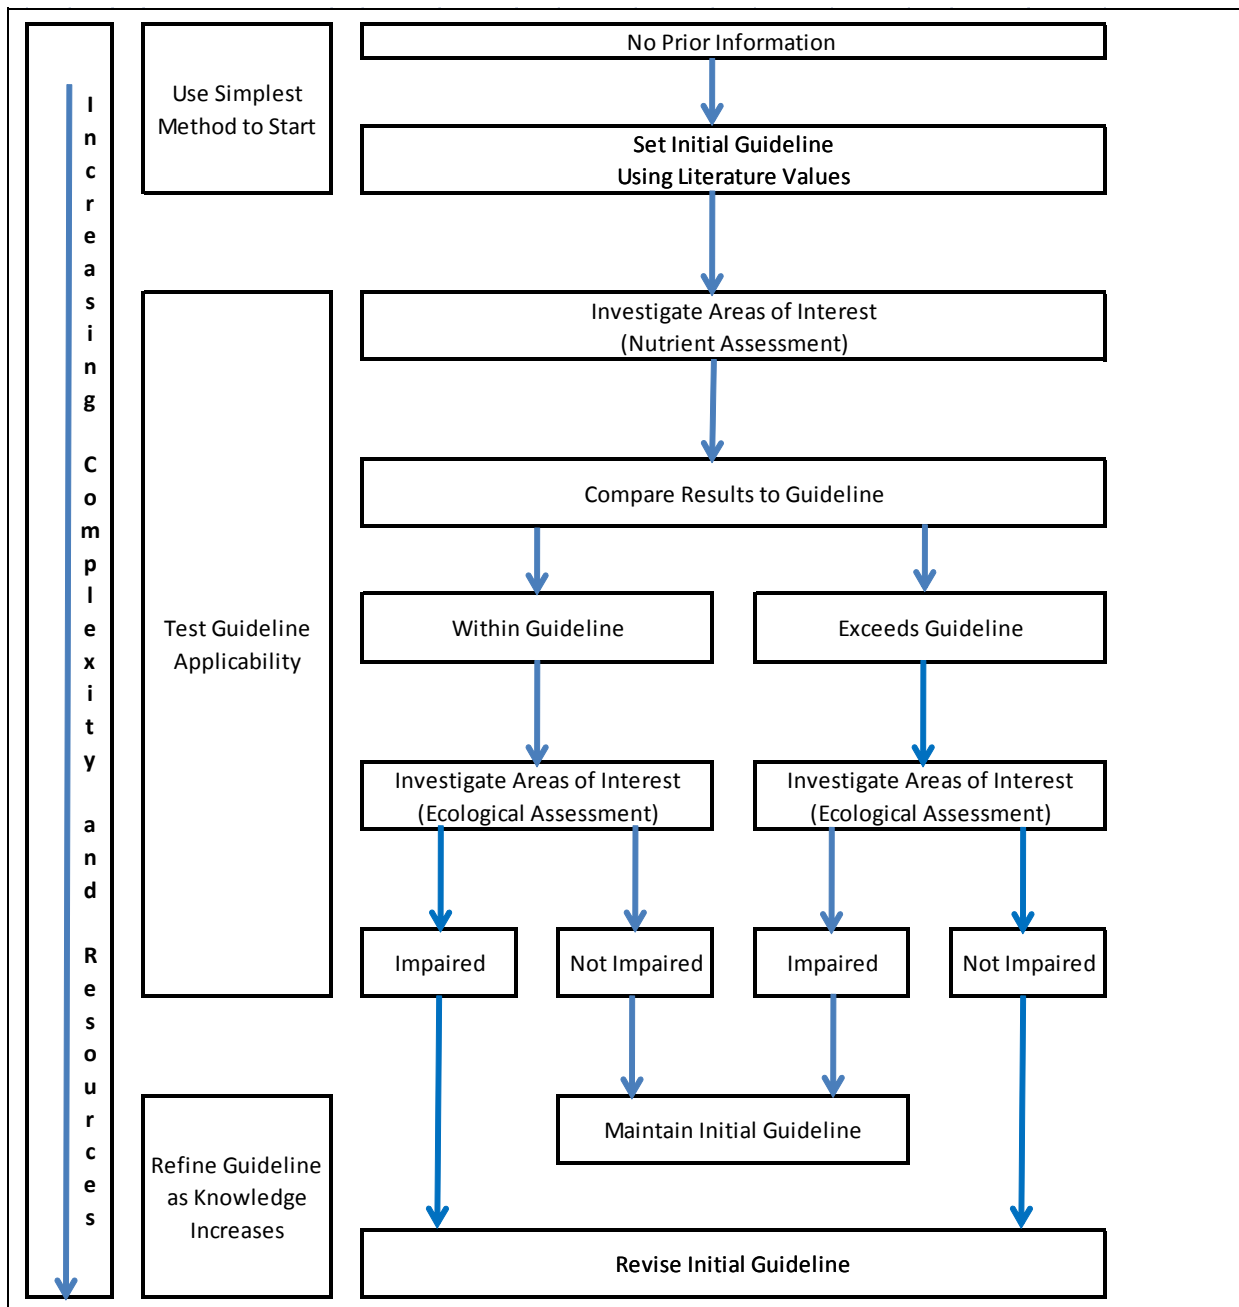 Increasing Complexity and Resources
Use Simplest
Method to Start
No Prior Information
Set Initial Guideline
Using Literature Values
Test Guideline
Applicability
Investigate Areas of Interest
(Nutrient Assessment)
Compare Results to Guideline
Within Guideline
Exceeds Guideline
Investigate Areas of Interest
(Ecological Assessment)
Investigate Areas of Interest
(Ecological Assessment)
Impaired
Not Impaired
Impaired
Not Impaired
Refine Guideline
as Knowledge
Increases
Maintain Initial Guideline
Revise Initial Guideline